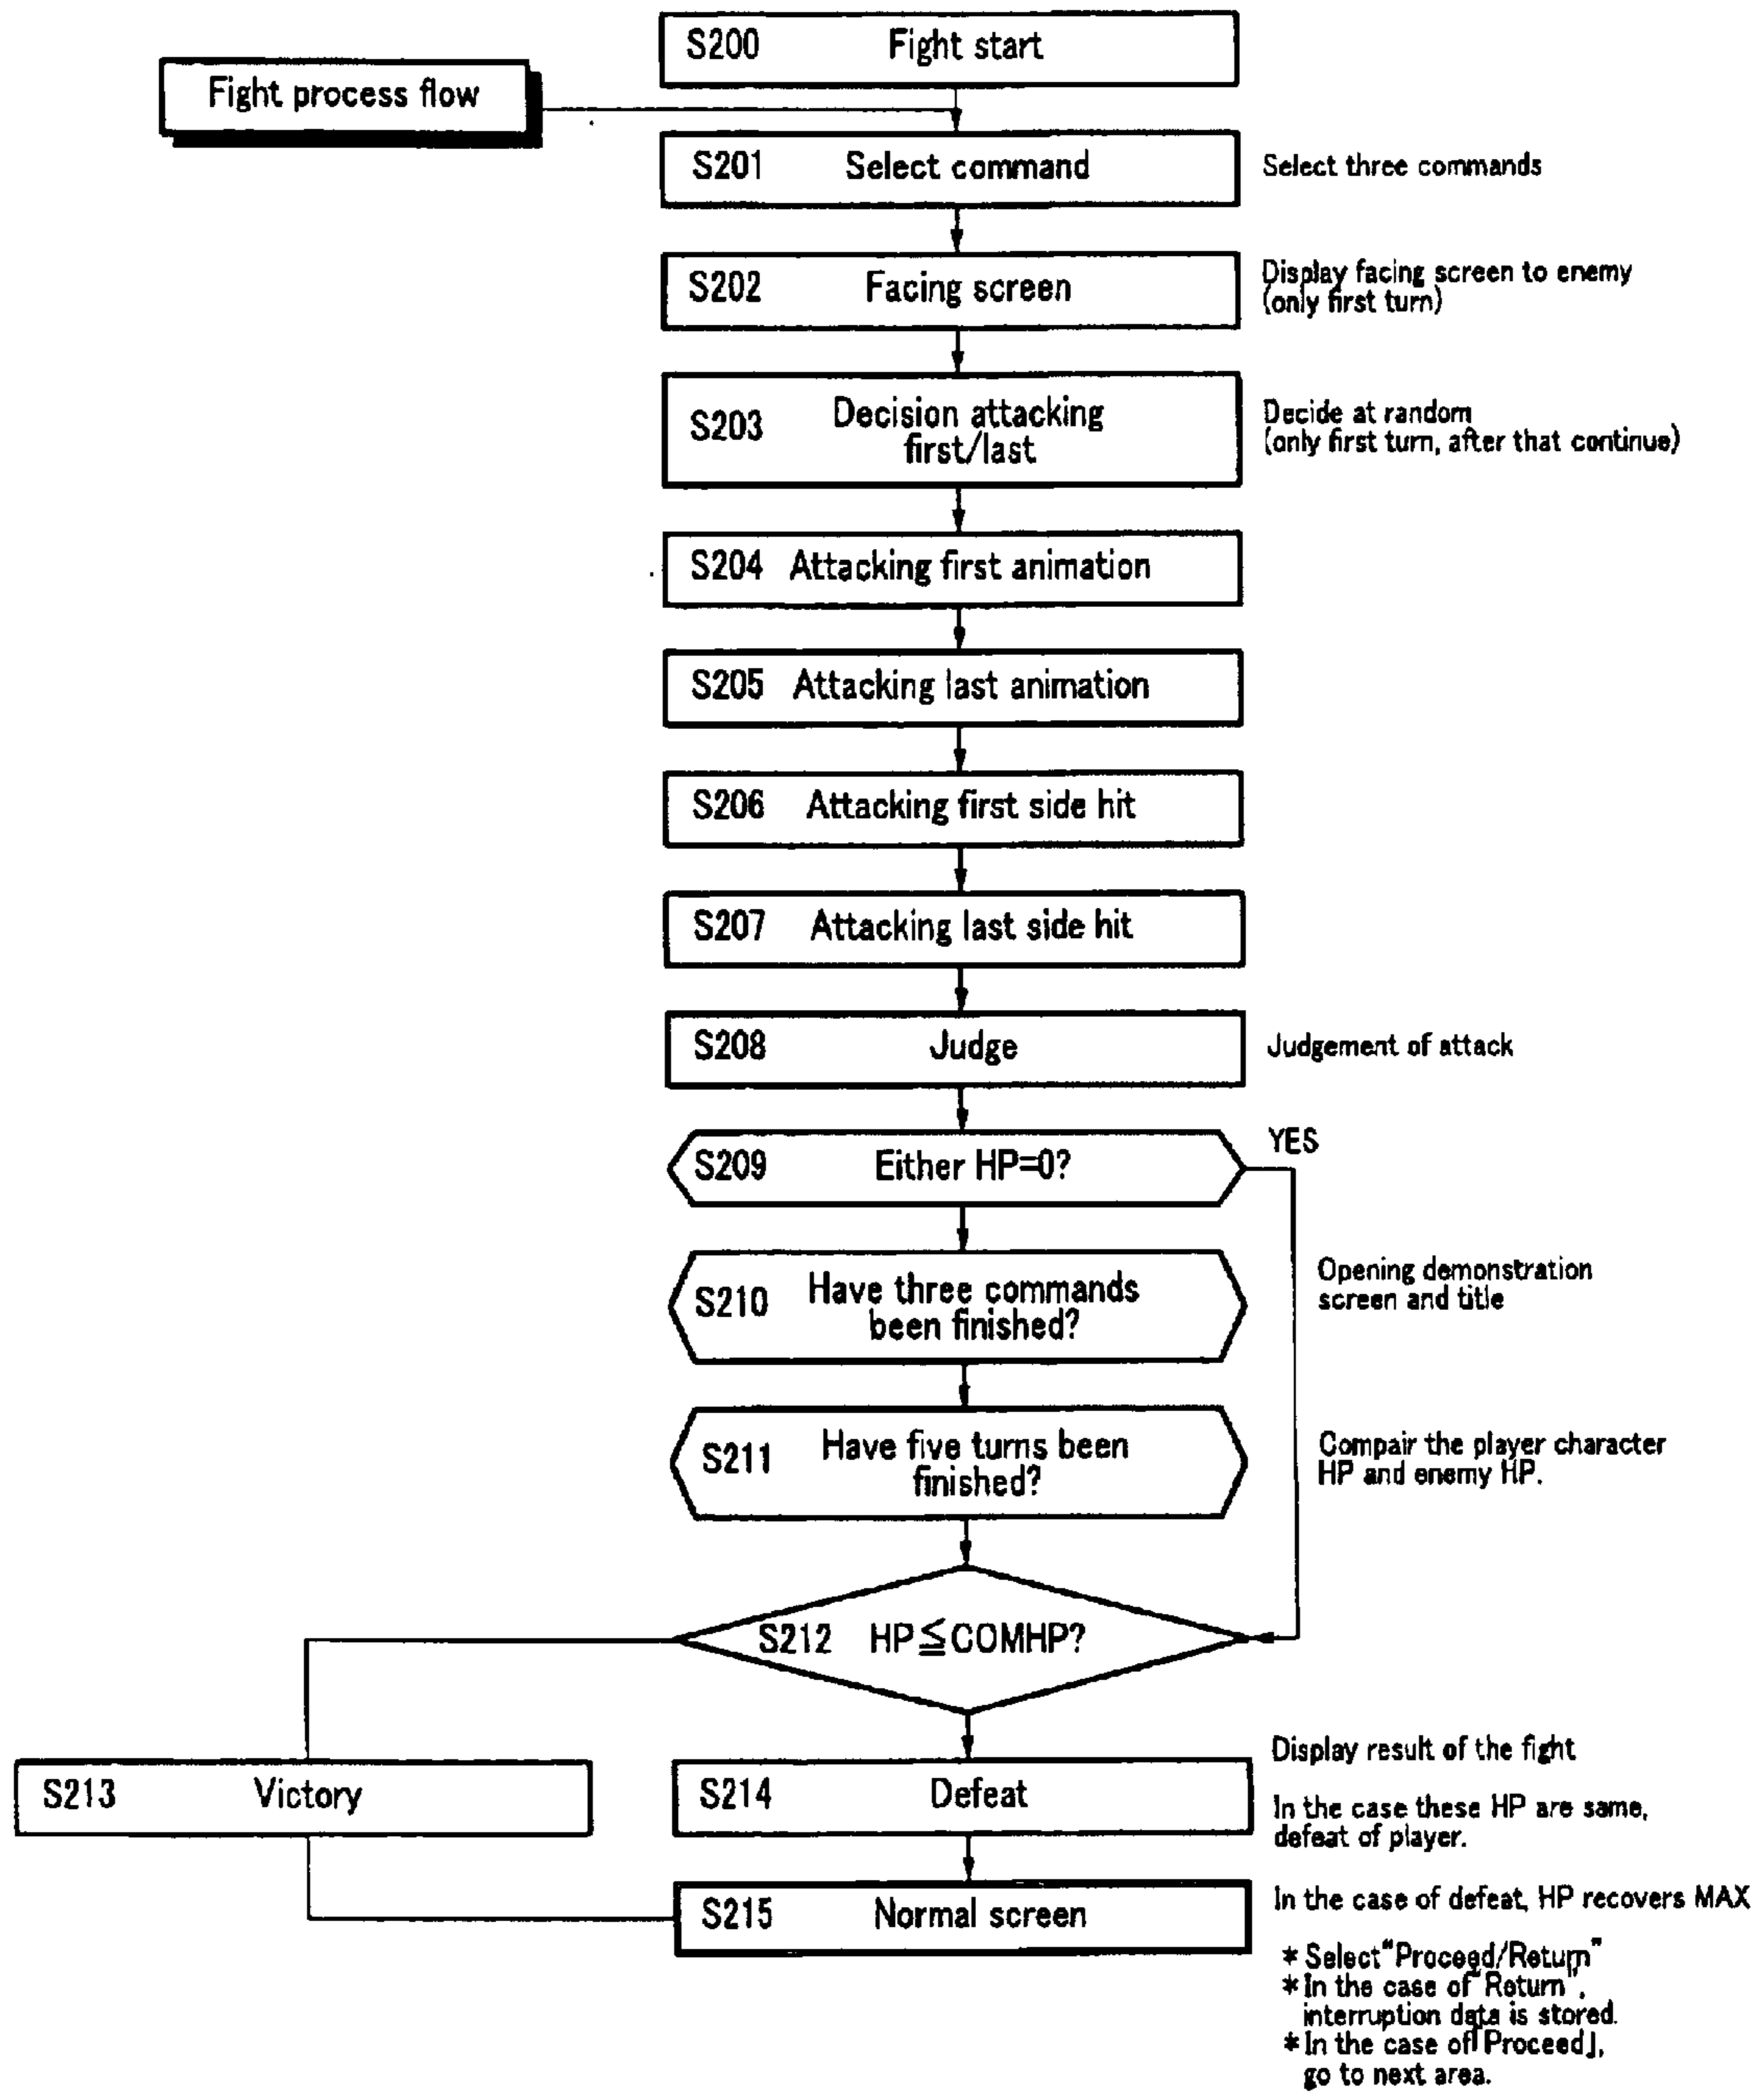 S200 Fight start
Fight process flow
S201 Select command
Select three commands
S202 Facing screen
Display facing screen to enemy
(only first turn)
S203 Decision attacking
first/last
Decide at random
(only first turn, after that continue)
S204 Attacking first animation
S205 Attacking last animation
S206 Attacking first side hit
S207 Attacking last side hit
S208 Judge
Judgement of attack
S209 Either HP=0?
YES
S210 Have three commands
been finished?
Opening demonstration
screen and title
S211 Have five turns been
finished?
Compair the player character
HP and enemy HP.
S212 HP≦COMHP?
S213 Victory
S214 Defeat
Display result of the fight
In the case these HP are same,
defeat of player.
S215 Normal screen
In the case of defeat, HP recovers MAX
* Select "Proceed/Return"
* In the case of "Return",
interruption data is stored.
* In the case of「Proceed」,
go to next area.